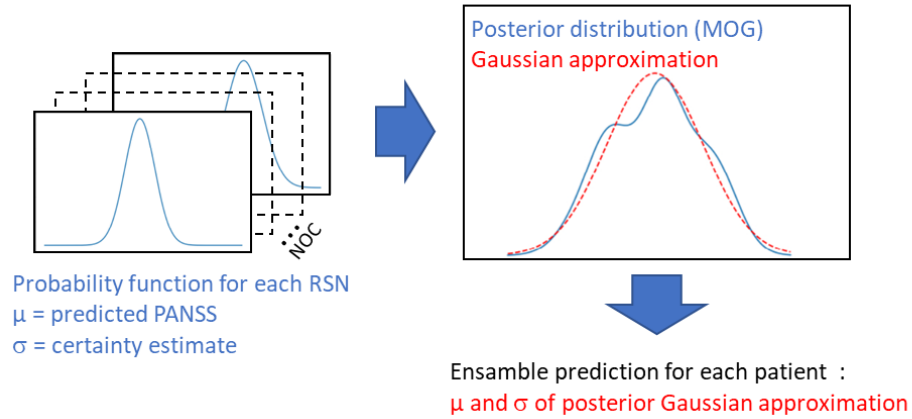 NOC
Probability function for each RSN
μ = predicted PANSS
σ = certainty estimate
Posterior distribution (MOG)
Gaussian approximation
Ensamble prediction for each patient :
μ and σ of posterior Gaussian approximation